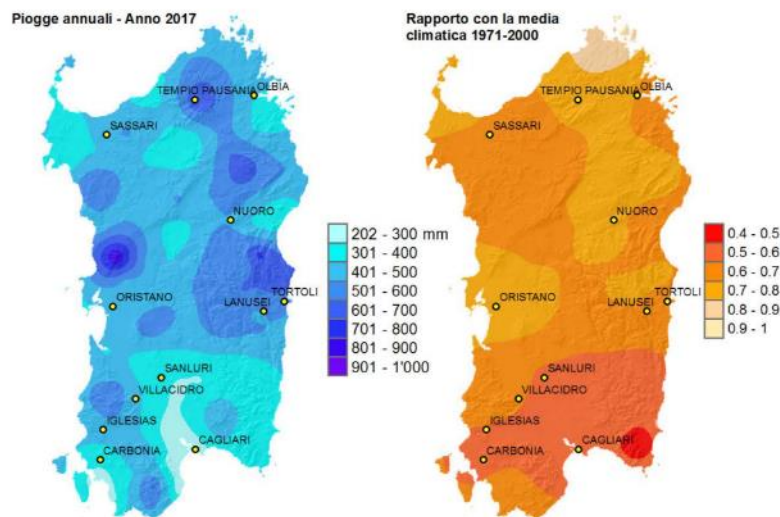 Piogge annuali - Anno 2017
TEMPIO PAUSANIA
OLBIA
SASSARI
NUORO
ORISTANO
TORTOLI
LANUSEI
SANLURI
VILLACIDRO
IGLESIAS
CARBONIA
CAGLIARI
202 - 300 mm
301 - 400
401 - 500
501 - 600
601 - 700
701 - 800
801 - 900
901 - 1'000
Rapporto con la media
climatica 1971-2000
TEMPIO PAUSANIA
OLBIA
SASSARI
NUORO
ORISTANO
TORTOLI
LANUSEI
SANLURI
VILLACIDRO
IGLESIAS
CARBONIA
CAGLIARI
0.4 - 0.5
0.5 - 0.6
0.6 - 0.7
0.7 - 0.8
0.8 - 0.9
0.9 - 1